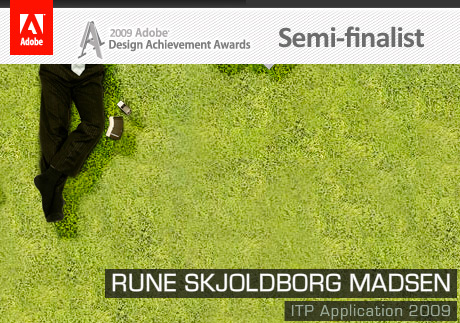 Adobe
2009 Adobe®
Design Achievement Awards
Semi-finalist
RUNE SKJOLDBORG MADSEN
ITP Application 2009